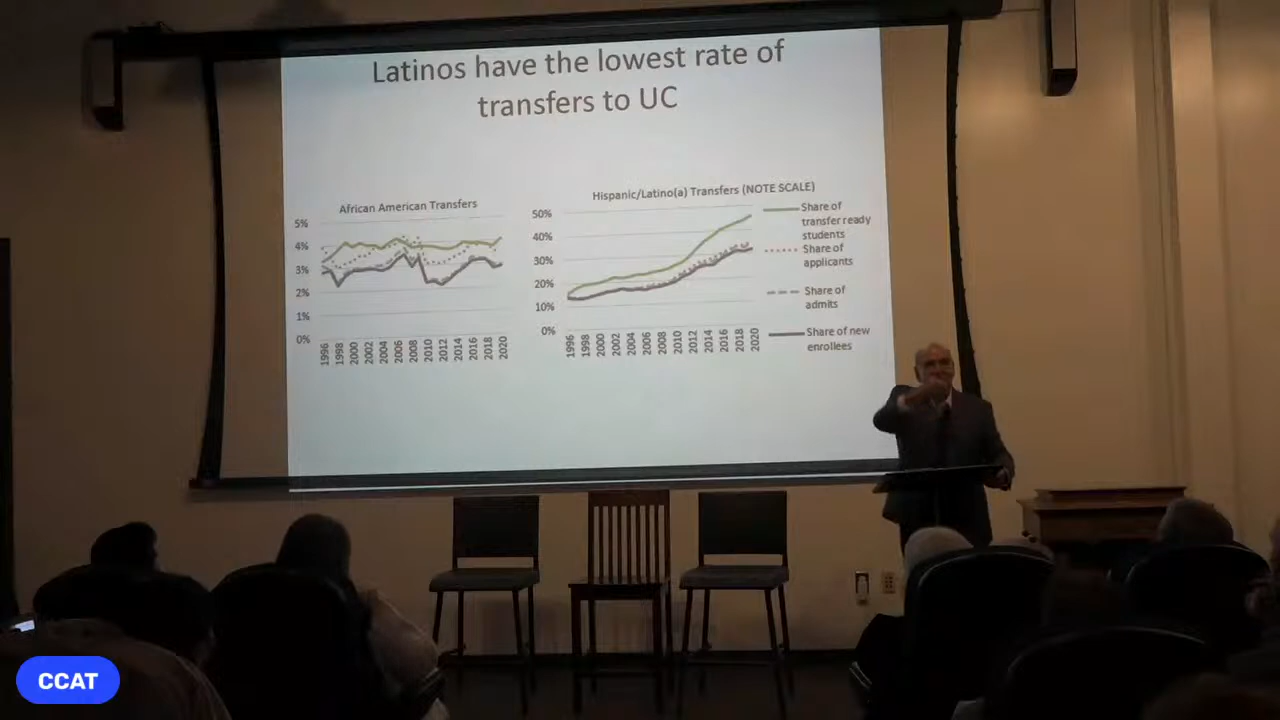 Latinos have the lowest rate of
transfers to UC
African American Transfers
5%
4%
3%
2%
1%
0%
1996
1998
2000
2002
2004
2006
2008
2010
2012
2014
2016
2018
2020
Hispanic/Latino(a) Transfers (NOTE SCALE)
50%
40%
30%
20%
10%
0%
1996
1998
2000
2002
2004
2006
2008
2010
2012
2014
2016
2018
2020
Share of
transfer ready
students
Share of
applicants
Share of
admits
Share of new
enrollees
CCAT